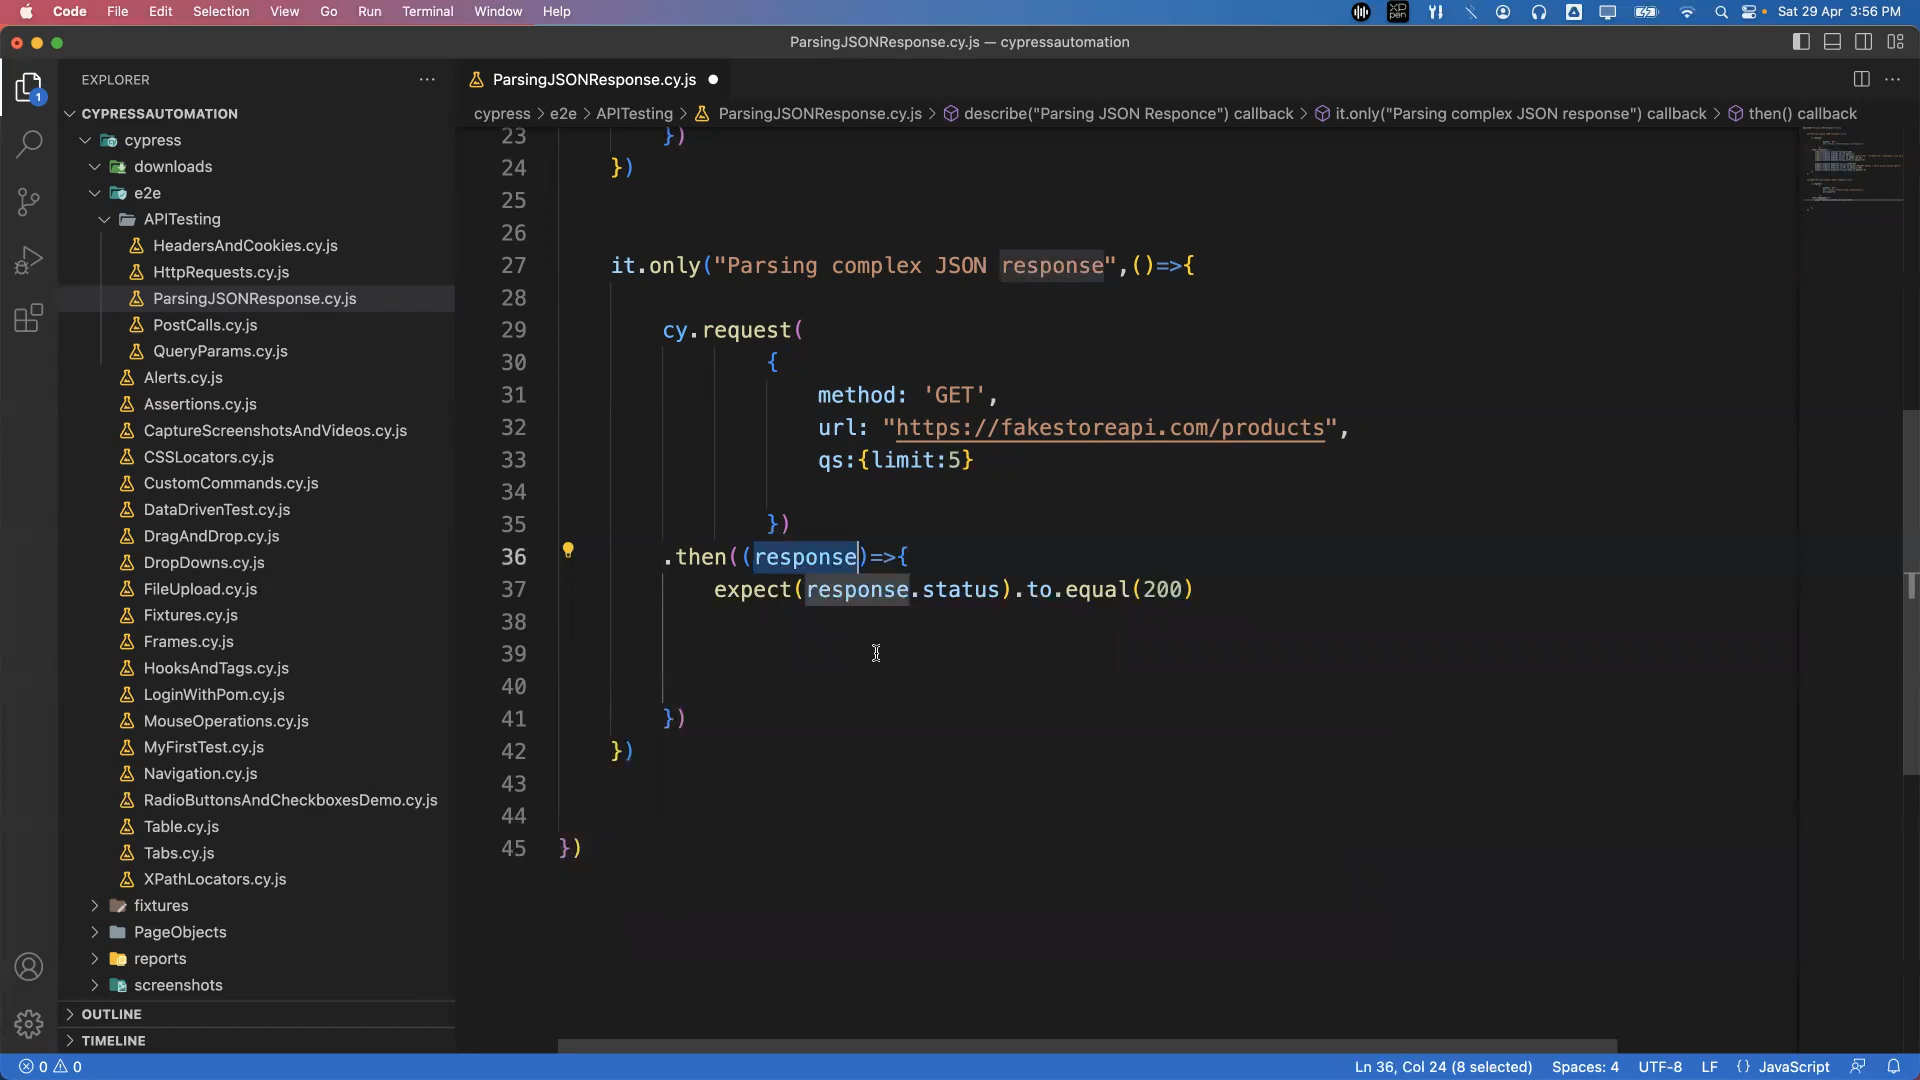 Code File Edit Selection View Go Run Terminal Window Help
XP pen
Sat 29 Apr 3:56 PM
ParsingJSONResponse.cy.js — cypressautomation
1
EXPLORER
CYPRESSAUTOMATION
cypress
downloads
e2e
APITesting
HeadersAndCookies.cy.js
HttpRequests.cy.js
ParsingJSONResponse.cy.js
PostCalls.cy.js
QueryParams.cy.js
Alerts.cy.js
Assertions.cy.js
CaptureScreenshotsAndVideos.cy.js
CSSLocators.cy.js
CustomCommands.cy.js
DataDrivenTest.cy.js
DragAndDrop.cy.js
DropDowns.cy.js
FileUpload.cy.js
Fixtures.cy.js
Frames.cy.js
HooksAndTags.cy.js
LoginWithPom.cy.js
MouseOperations.cy.js
MyFirstTest.cy.js
Navigation.cy.js
RadioButtonsAndCheckboxesDemo.cy.js
Table.cy.js
Tabs.cy.js
XPathLocators.cy.js
fixtures
PageObjects
reports
screenshots
OUTLINE
TIMELINE
ParsingJSONResponse.cy.js
cypress > e2e > APITesting > ParsingJSONResponse.cy.js > describe("Parsing JSON Responce") callback > it.only("Parsing complex JSON response") callback > then() callback
23 })
24 })
25
26
27 it.only("Parsing complex JSON response",()=>{
28
29 cy.request(
30 {
31 method: 'GET',
32 url: "https://fakestoreapi.com/products",
33 qs:{limit:5}
34
35 })
36 .then((response)=>{
37 expect(response.status).to.equal(200)
38
39
40
41 })
42 })
43
44
45 })
0 0
Ln 36, Col 24 (8 selected) Spaces: 4 UTF-8 LF {} JavaScript